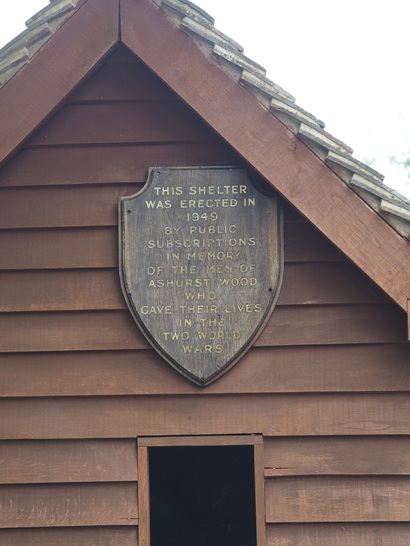 THIS SHELTER
WAS ERECTED IN
1949
BY PUBLIC
SUBSCRIPTIONS
IN MEMORY
OF THE MEN OF
ASHURST WOOD
WHO
GAVE THEIR LIVES
IN THE
TWO WORLD
WARS